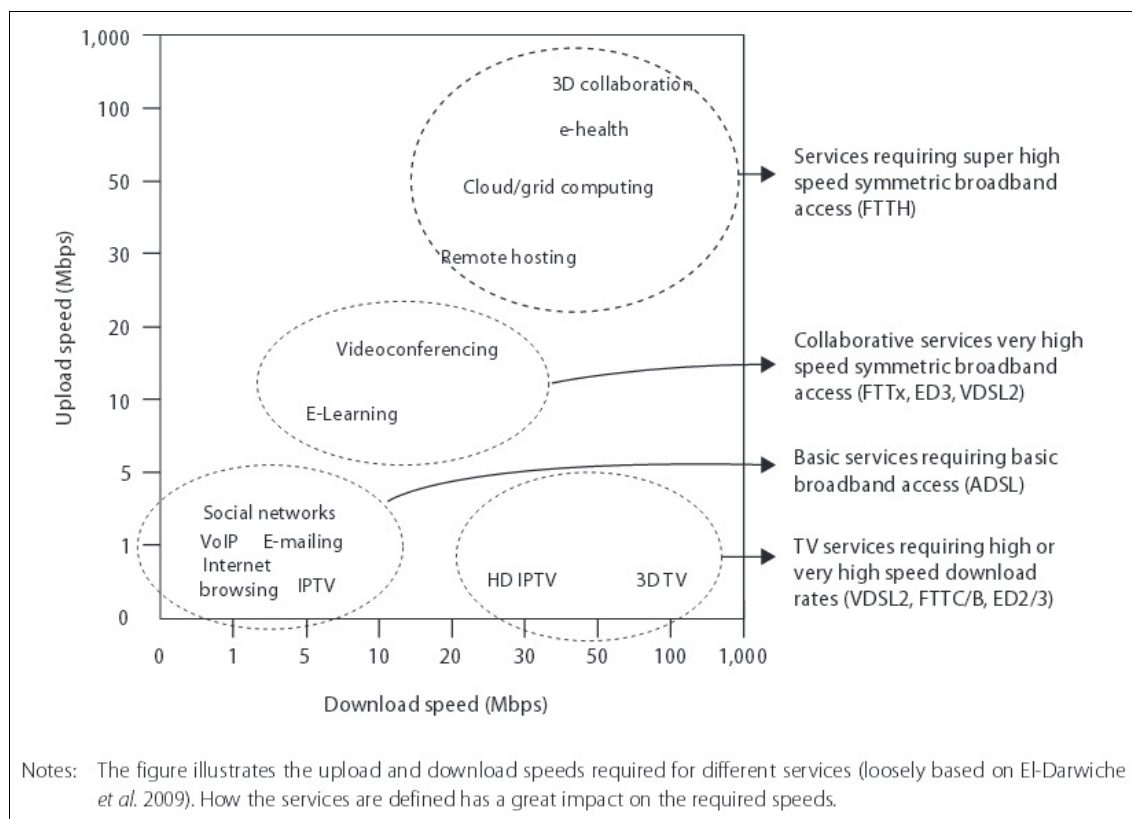 1,000
100
50
30
20
10
5
1
0
Upload speed (Mbps)
3D collaboration
e-health
Cloud/grid computing
Remote hosting
Videoconferencing
E-Learning
Social networks
VoIP E-mailing
Internet
browsing IPTV
HD IPTV 3D TV
0 1 5 10 20 30 50 100 1,000
Download speed (Mbps)
Services requiring super high
speed symmetric broadband
access (FTTH)
Collaborative services very high
speed symmetric broadband
access (FTTx, ED3, VDSL2)
Basic services requiring basic
broadband access (ADSL)
TV services requiring high or
very high speed download
rates (VDSL2, FTTC/B, ED2/3)
Notes: The figure illustrates the upload and download speeds required for different services (loosely based on El-Darwiche
et al. 2009). How the services are defined has a great impact on the required speeds.